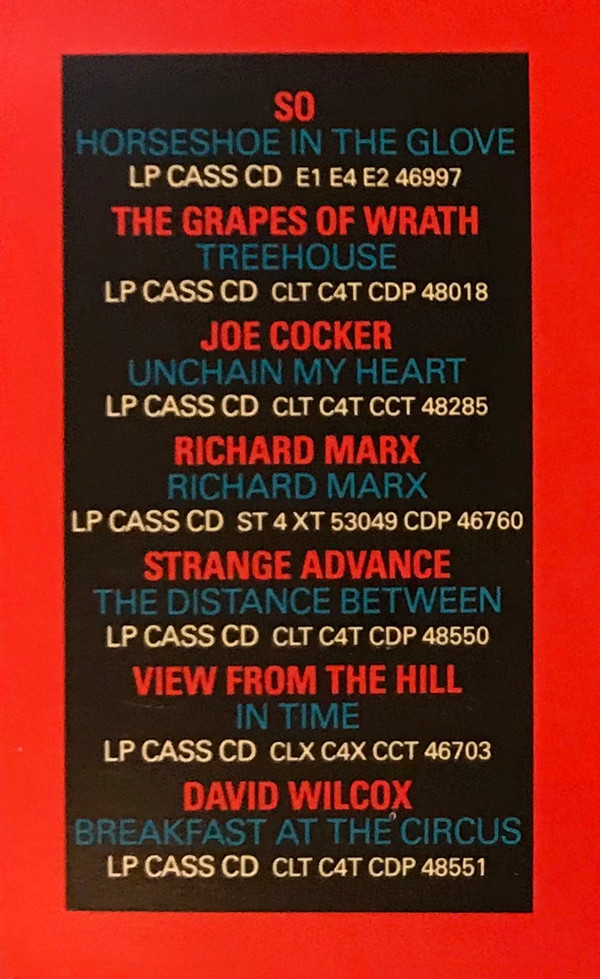 SO
HORSESHOE IN THE GLOVE
LP CASS CD E1 E4 E2 46997
THE GRAPES OF WRATH
TREEHOUSE
LP CASS CD CLT C4T CDP 48018
JOE COCKER
UNCHAIN MY HEART
LP CASS CD CLT C4T CCT 48285
RICHARD MARX
RICHARD MARX
LP CASS CD ST 4 XT 53049 CDP 46760
STRANGE ADVANCE
THE DISTANCE BETWEEN
LP CASS CD CLT C4T CDP 48550
VIEW FROM THE HILL
IN TIME
LP CASS CD CLX C4X CCT 46703
DAVID WILCOX
BREAKFAST AT THE CIRCUS
LP CASS CD CLT C4T CDP 48551